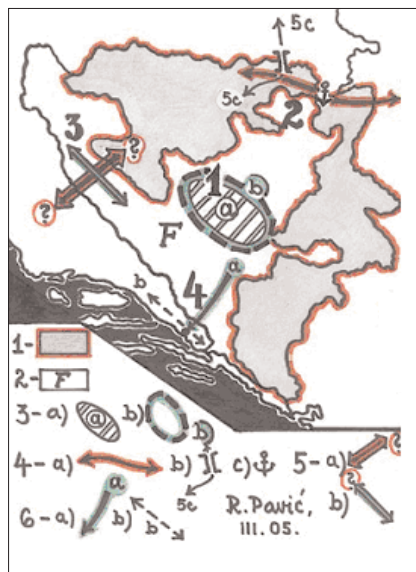 5c
5c
2
3
?
1
b
a
?
F
a
4
b
1-
2- F
3-a) a b) b
4-a) b) c) 5-a) ?
5c ?
6-a) a b) b R. Pavić, b)
III. 05.